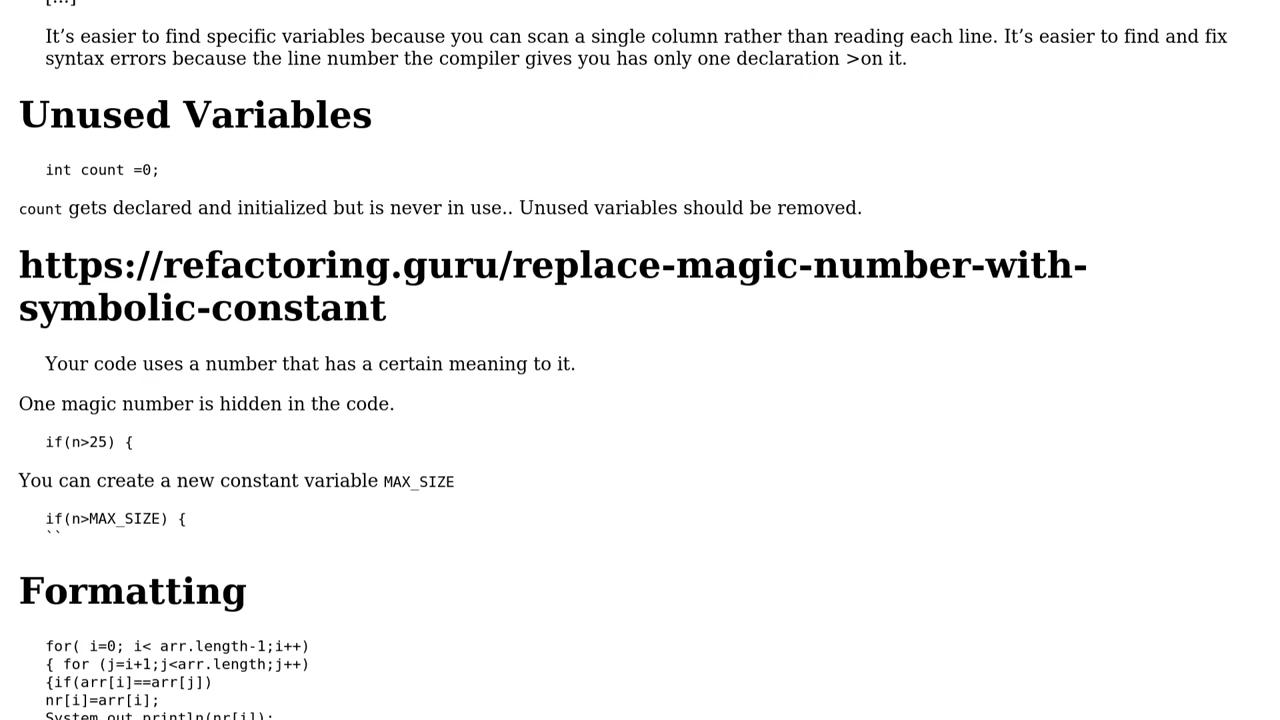 [...]
It’s easier to find specific variables because you can scan a single column rather than reading each line. It’s easier to find and fix
syntax errors because the line number the compiler gives you has only one declaration >on it.
Unused Variables
int count =0;
count gets declared and initialized but is never in use.. Unused variables should be removed.
https://refactoring.guru/replace-magic-number-with-
symbolic-constant
Your code uses a number that has a certain meaning to it.
One magic number is hidden in the code.
if(n>25) {
You can create a new constant variable MAX_SIZE
if(n>MAX_SIZE) {
``
Formatting
for( i=0; i< arr.length-1;i++)
{ for (j=i+1;j<arr.length;j++)
{if(arr[i]==arr[j])
nr[i]=arr[i];
System.out.println(nr[i]);